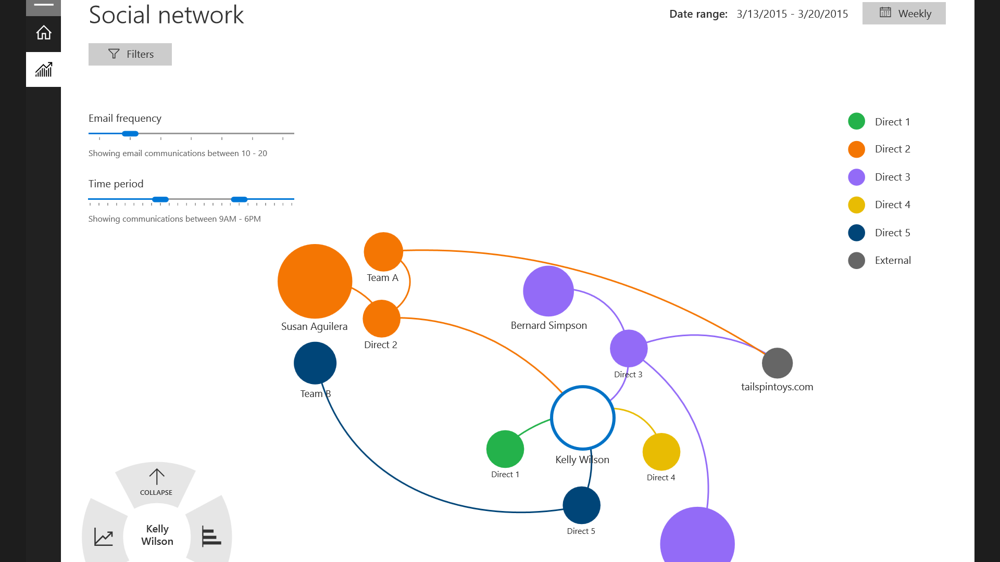 Social network
Date range: 3/13/2015 - 3/20/2015
Weekly
Filters
Email frequency
Showing email communications between 10 - 20
Time period
Showing communications between 9AM - 6PM
Direct 1
Direct 2
Direct 3
Direct 4
Direct 5
External
Team A
Susan Aguilera
Bernard Simpson
Direct 2
Direct 3
Team B
tailspintoys.com
Kelly Wilson
Direct 1
Direct 4
Direct 5
COLLAPSE
Kelly
Wilson